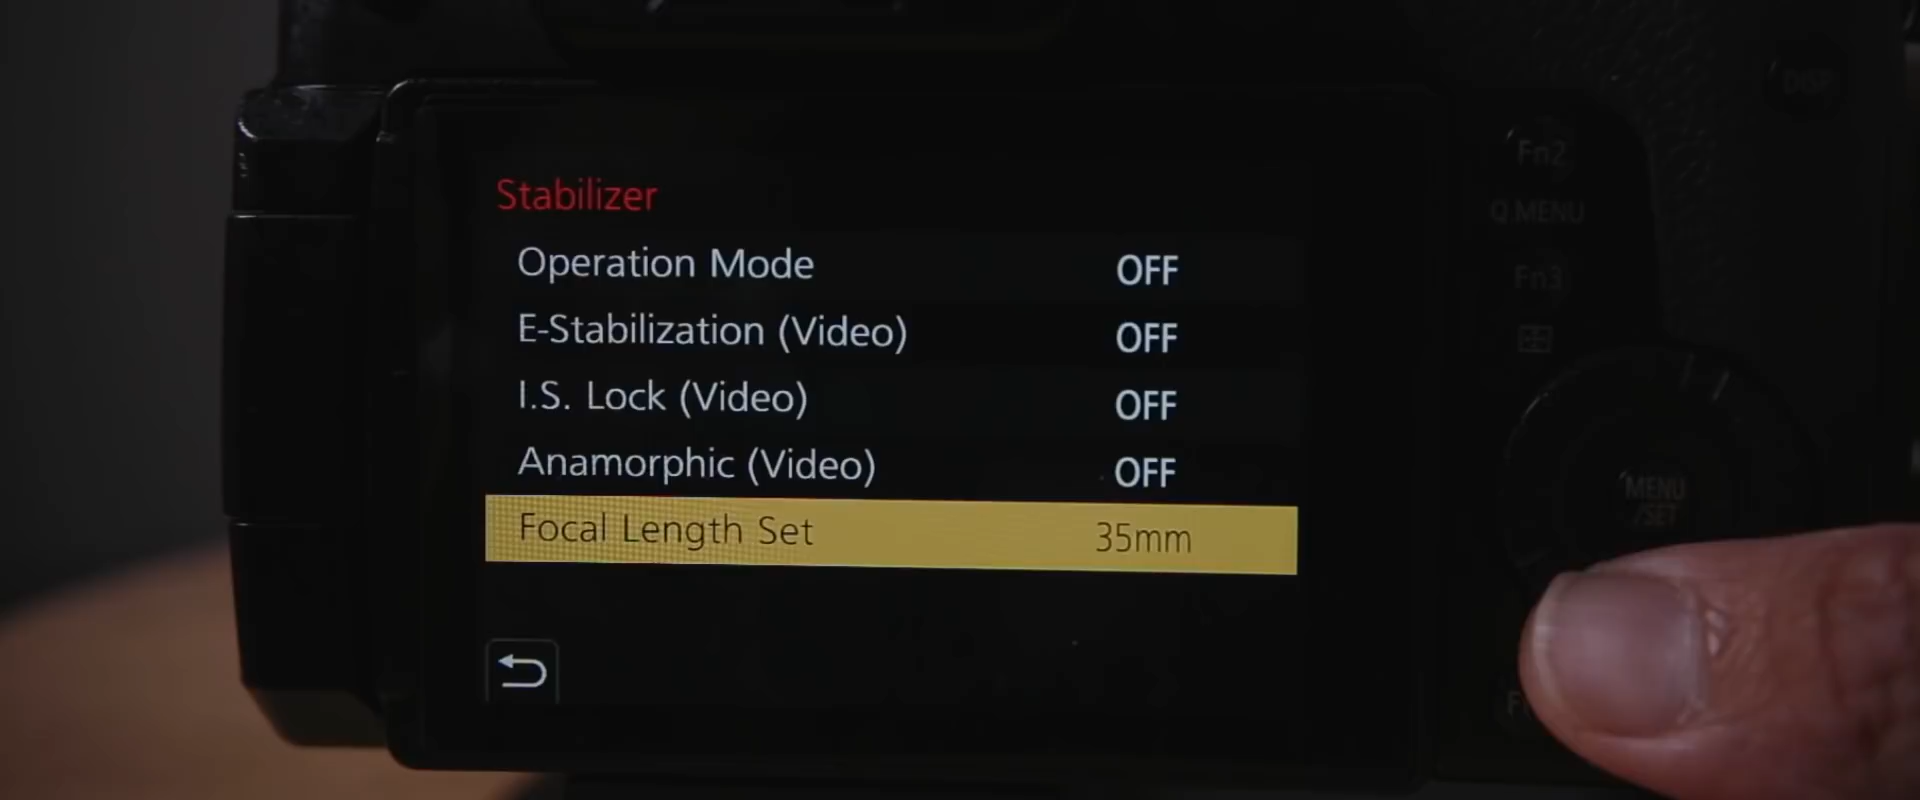 DISP.
Stabilizer
Operation Mode OFF
E-Stabilization (Video) OFF
I.S. Lock (Video) OFF
Anamorphic (Video) OFF
Focal Length Set 35mm
Fn2
Q.MENU
Fn3
MENU
/SET